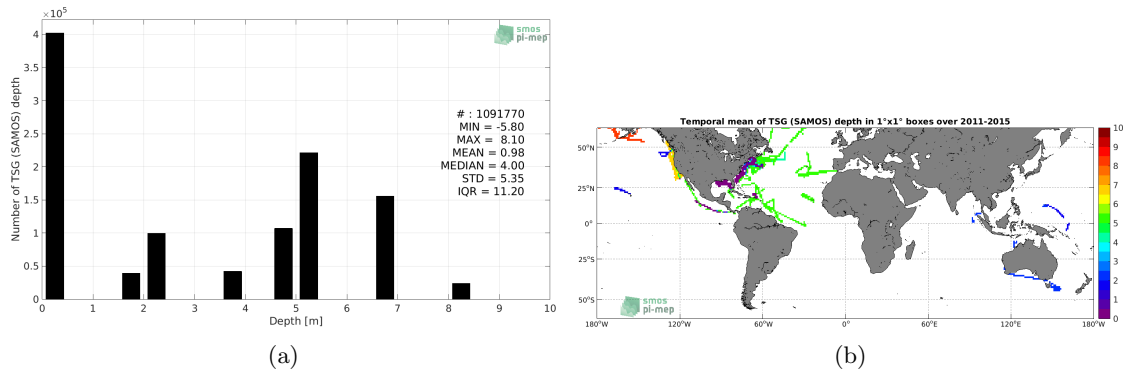 ×10⁵
4
3.5
3
2.5
2
1.5
1
0.5
0
Number of TSG (SAMOS) depth
smos
pi-mep
# : 1091770
MIN = -5.80
MAX = 8.10
MEAN = 0.98
MEDIAN = 4.00
STD = 5.35
IQR = 11.20
0 1 2 3 4 5 6 7 8 9 10
Depth [m]
(a)
Temporal mean of TSG (SAMOS) depth in 1°x1° boxes over 2011-2015
50°N
25°N
0°
25°S
50°S
smos
pi-mep
180°W 120°W 60°W 0° 60°E 120°E 180°W
10
9
8
7
6
5
4
3
2
1
0
(b)